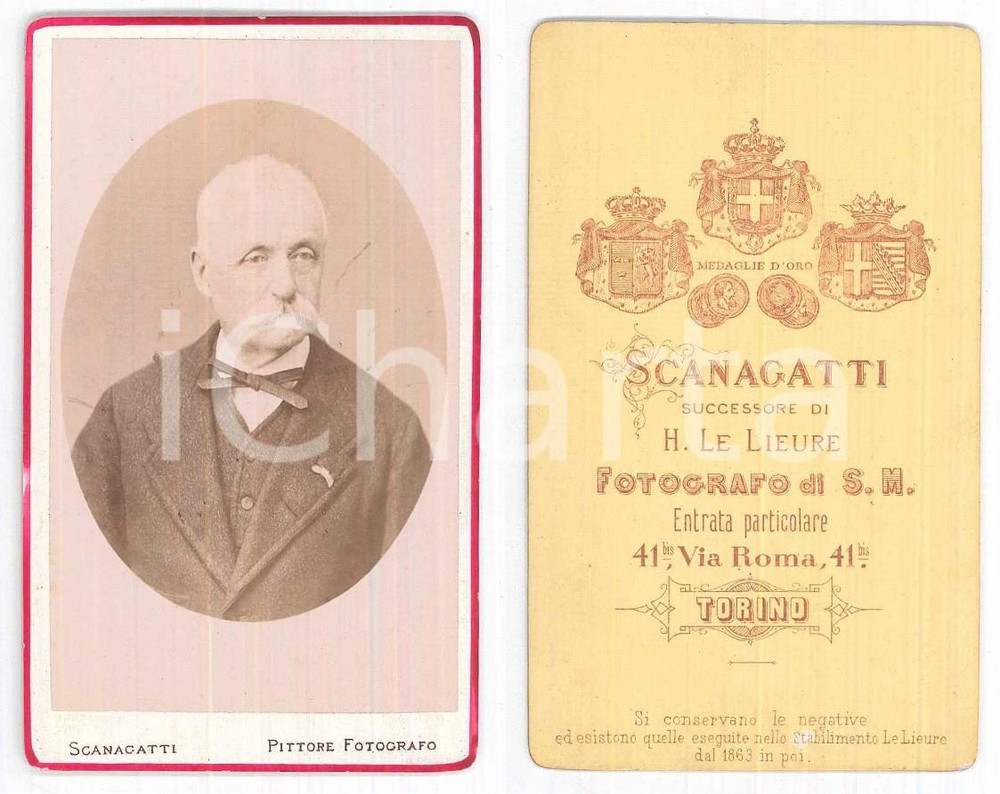 SCANAGATTI PITTORE FOTOGRAFO
MEDAGLIE D'ORO
SCANAGATTI
SUCCESSORE DI
H. LE LIEURE
FOTOGRAFO di S. M.
Entrata particolare
41bis, Via Roma, 41bis.
TORINO
Si conservano le negative
ed esistono quelle eseguite nello Stabilimento Le Lieure
dal 1863 in poi.
iCharta